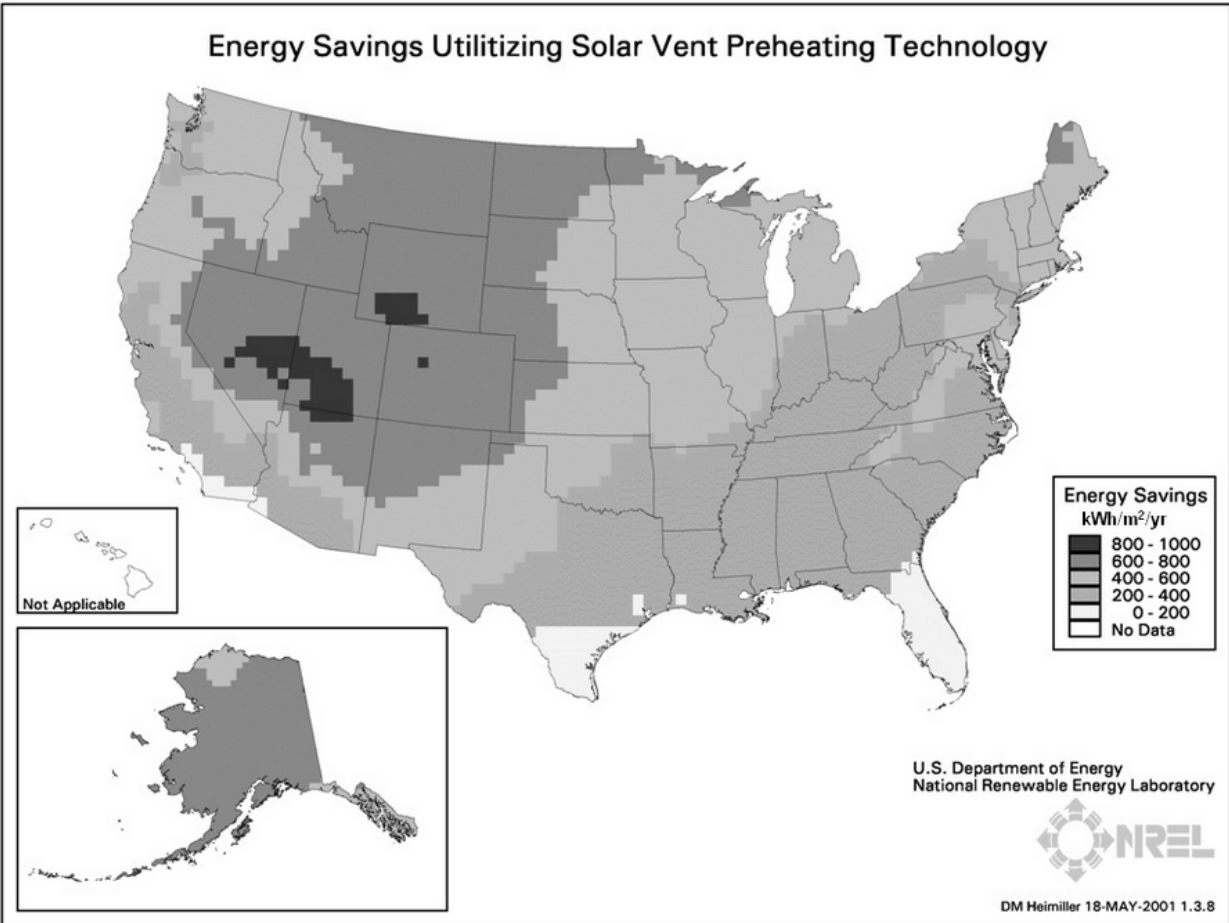 Energy Savings Utilitizing Solar Vent Preheating Technology
Energy Savings
kWh/m²/yr
800 - 1000
600 - 800
400 - 600
200 - 400
0 - 200
No Data
Not Applicable
U.S. Department of Energy
National Renewable Energy Laboratory
NREL
DM Heimiller 18-MAY-2001 1.3.8